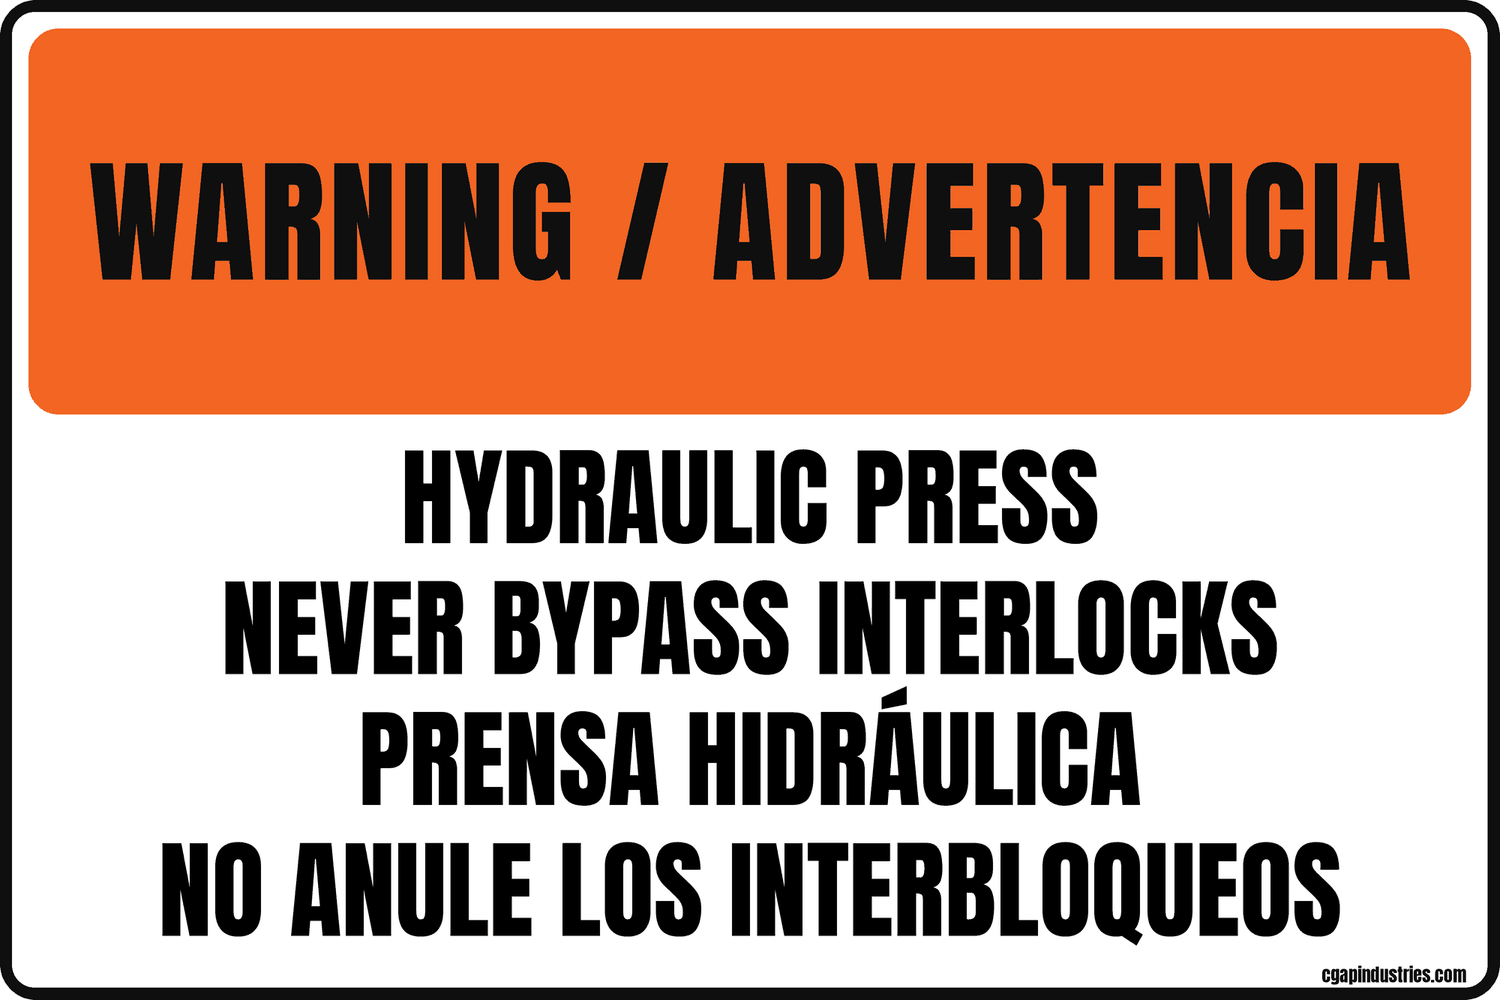 WARNING / ADVERTENCIA
HYDRAULIC PRESS
NEVER BYPASS INTERLOCKS
PRENSA HIDRÁULICA
NO ANULE LOS INTERBLOQUEOS
cgapindustries.com